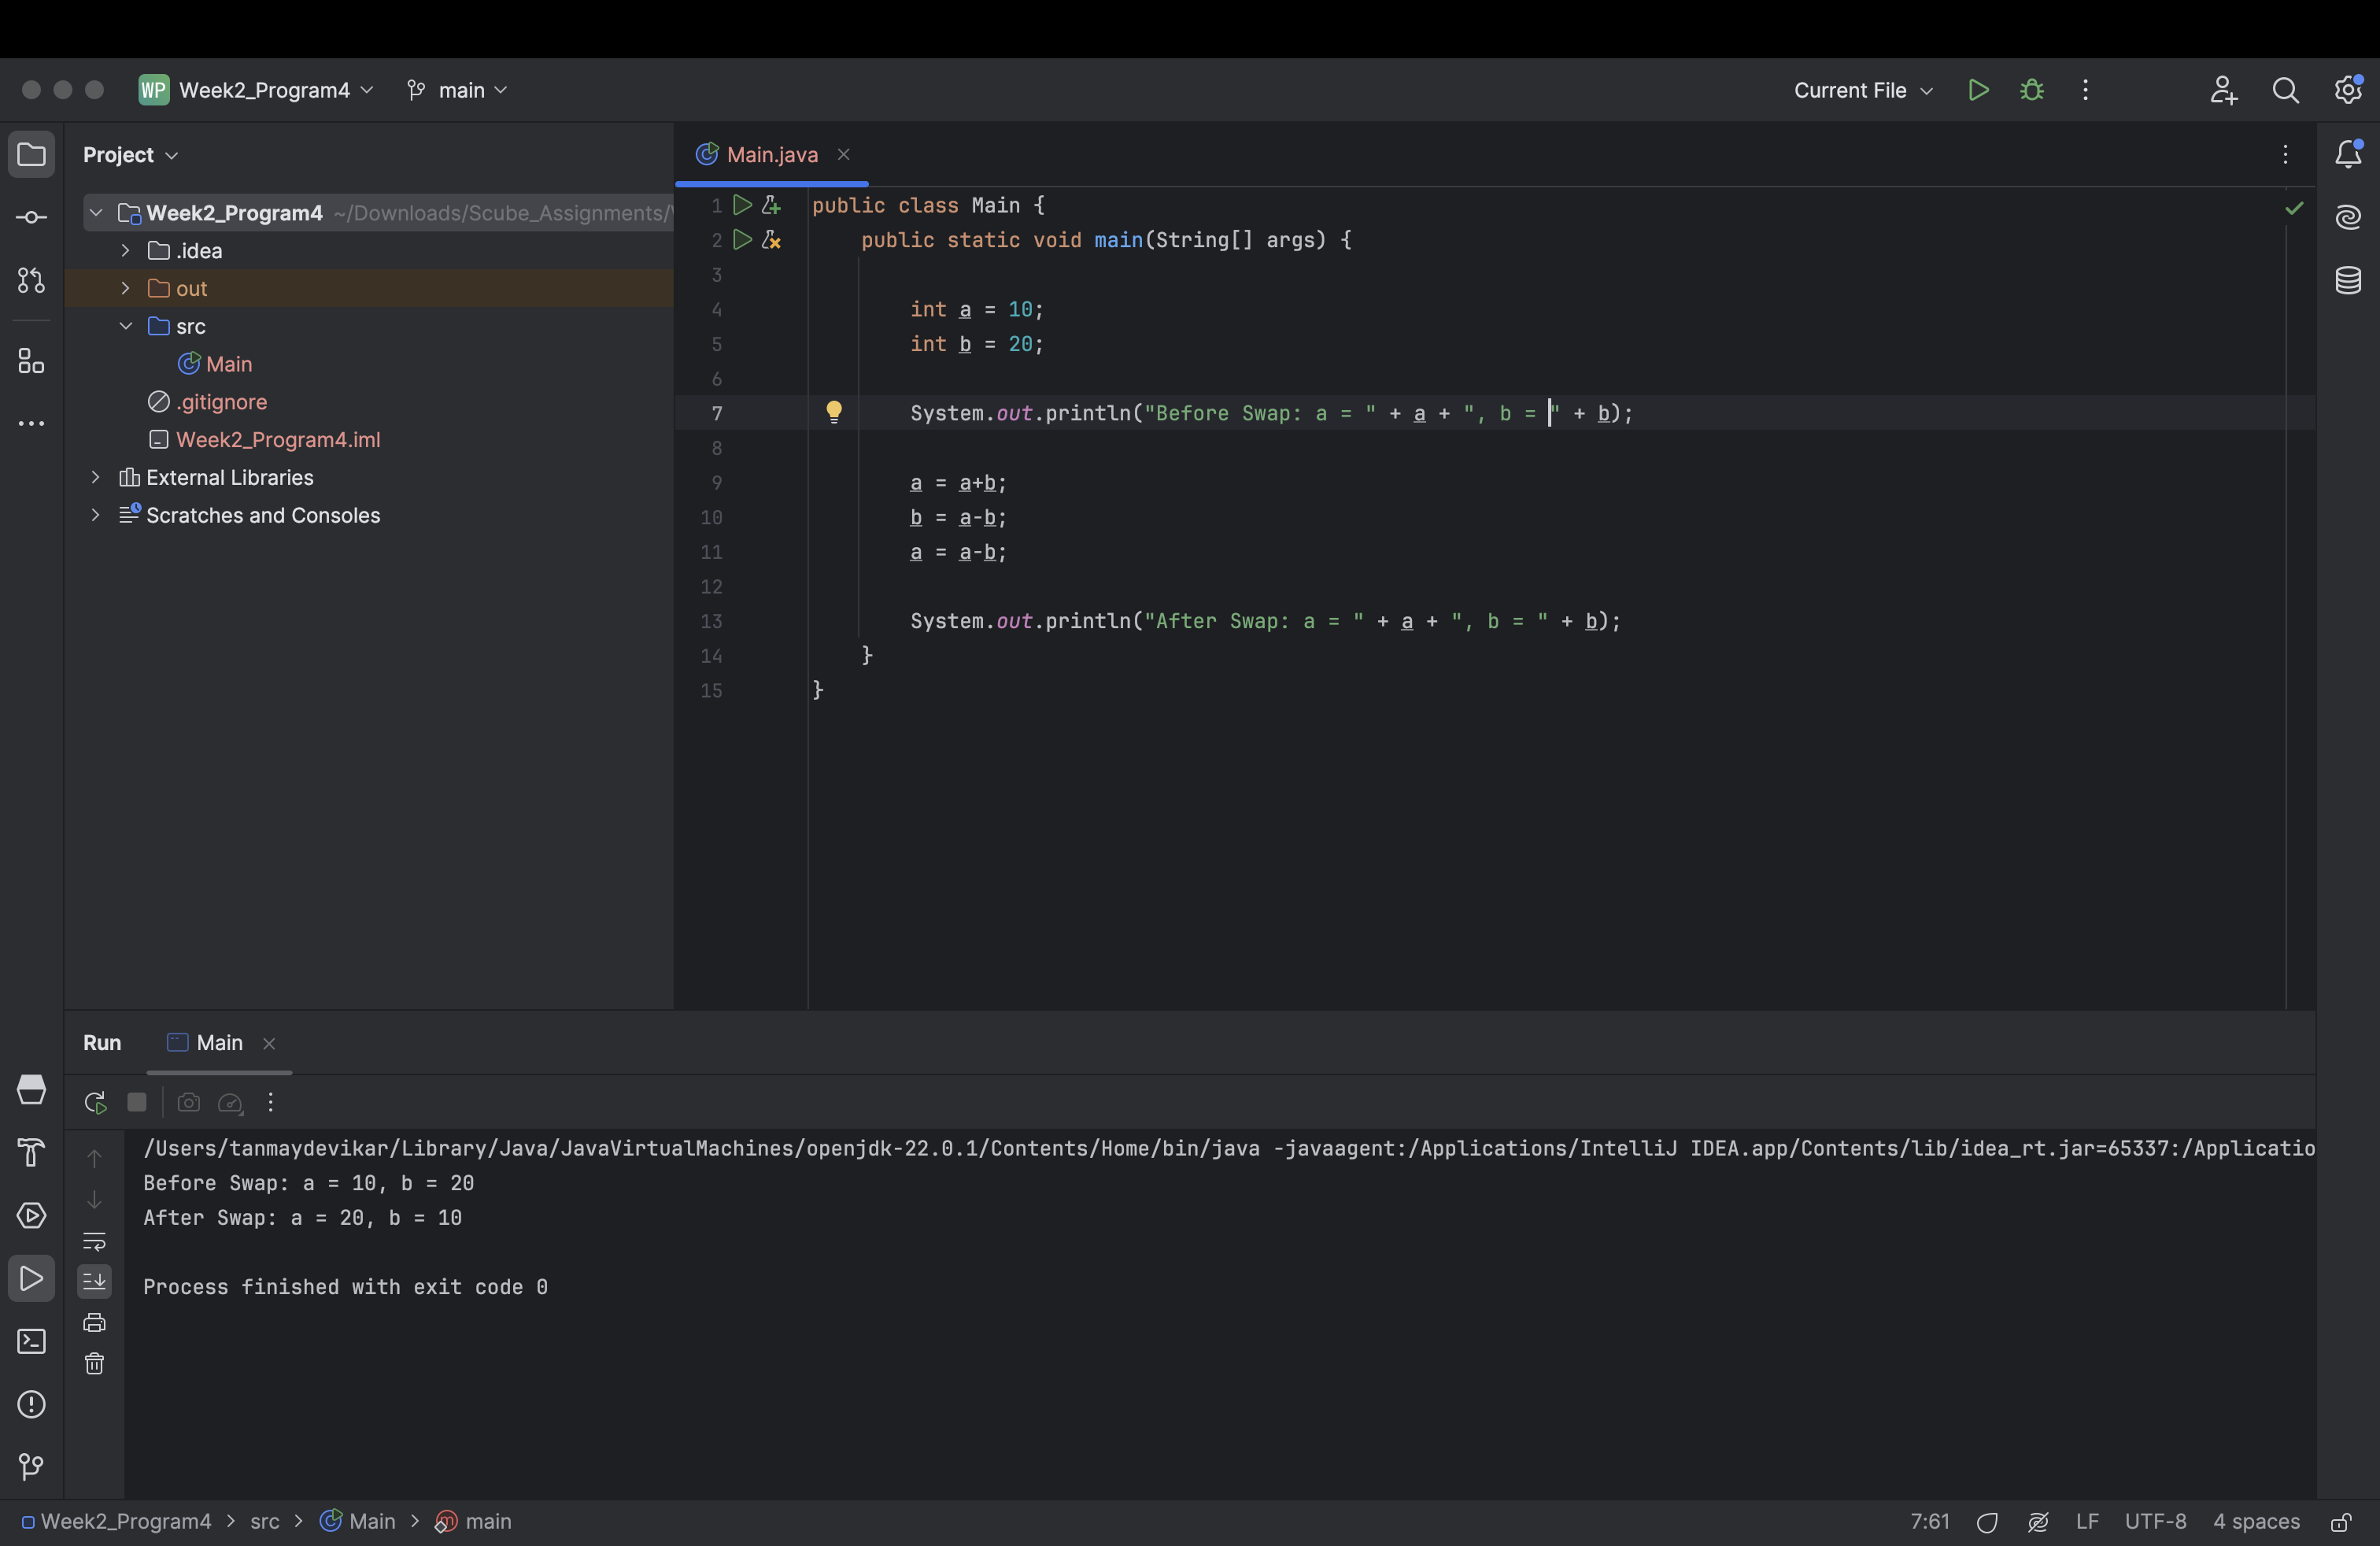 WP Week2_Program4 main Current File
Project
Main.java
Week2_Program4 ~/Downloads/Scube_Assignments/
.idea
out
src
Main
.gitignore
Week2_Program4.iml
External Libraries
Scratches and Consoles
1 public class Main {
2     public static void main(String[] args) {
3
4         int a = 10;
5         int b = 20;
6
7         System.out.println("Before Swap: a = " + a + ", b = " + b);
8
9         a = a+b;
10         b = a-b;
11         a = a-b;
12
13         System.out.println("After Swap: a = " + a + ", b = " + b);
14     }
15 }
Run Main
/Users/tanmaydevikar/Library/Java/JavaVirtualMachines/openjdk-22.0.1/Contents/Home/bin/java -javaagent:/Applications/IntelliJ IDEA.app/Contents/lib/idea_rt.jar=65337:/Applicatio
Before Swap: a = 10, b = 20
After Swap: a = 20, b = 10
Process finished with exit code 0
Week2_Program4 > src > Main > main 7:61 LF UTF-8 4 spaces